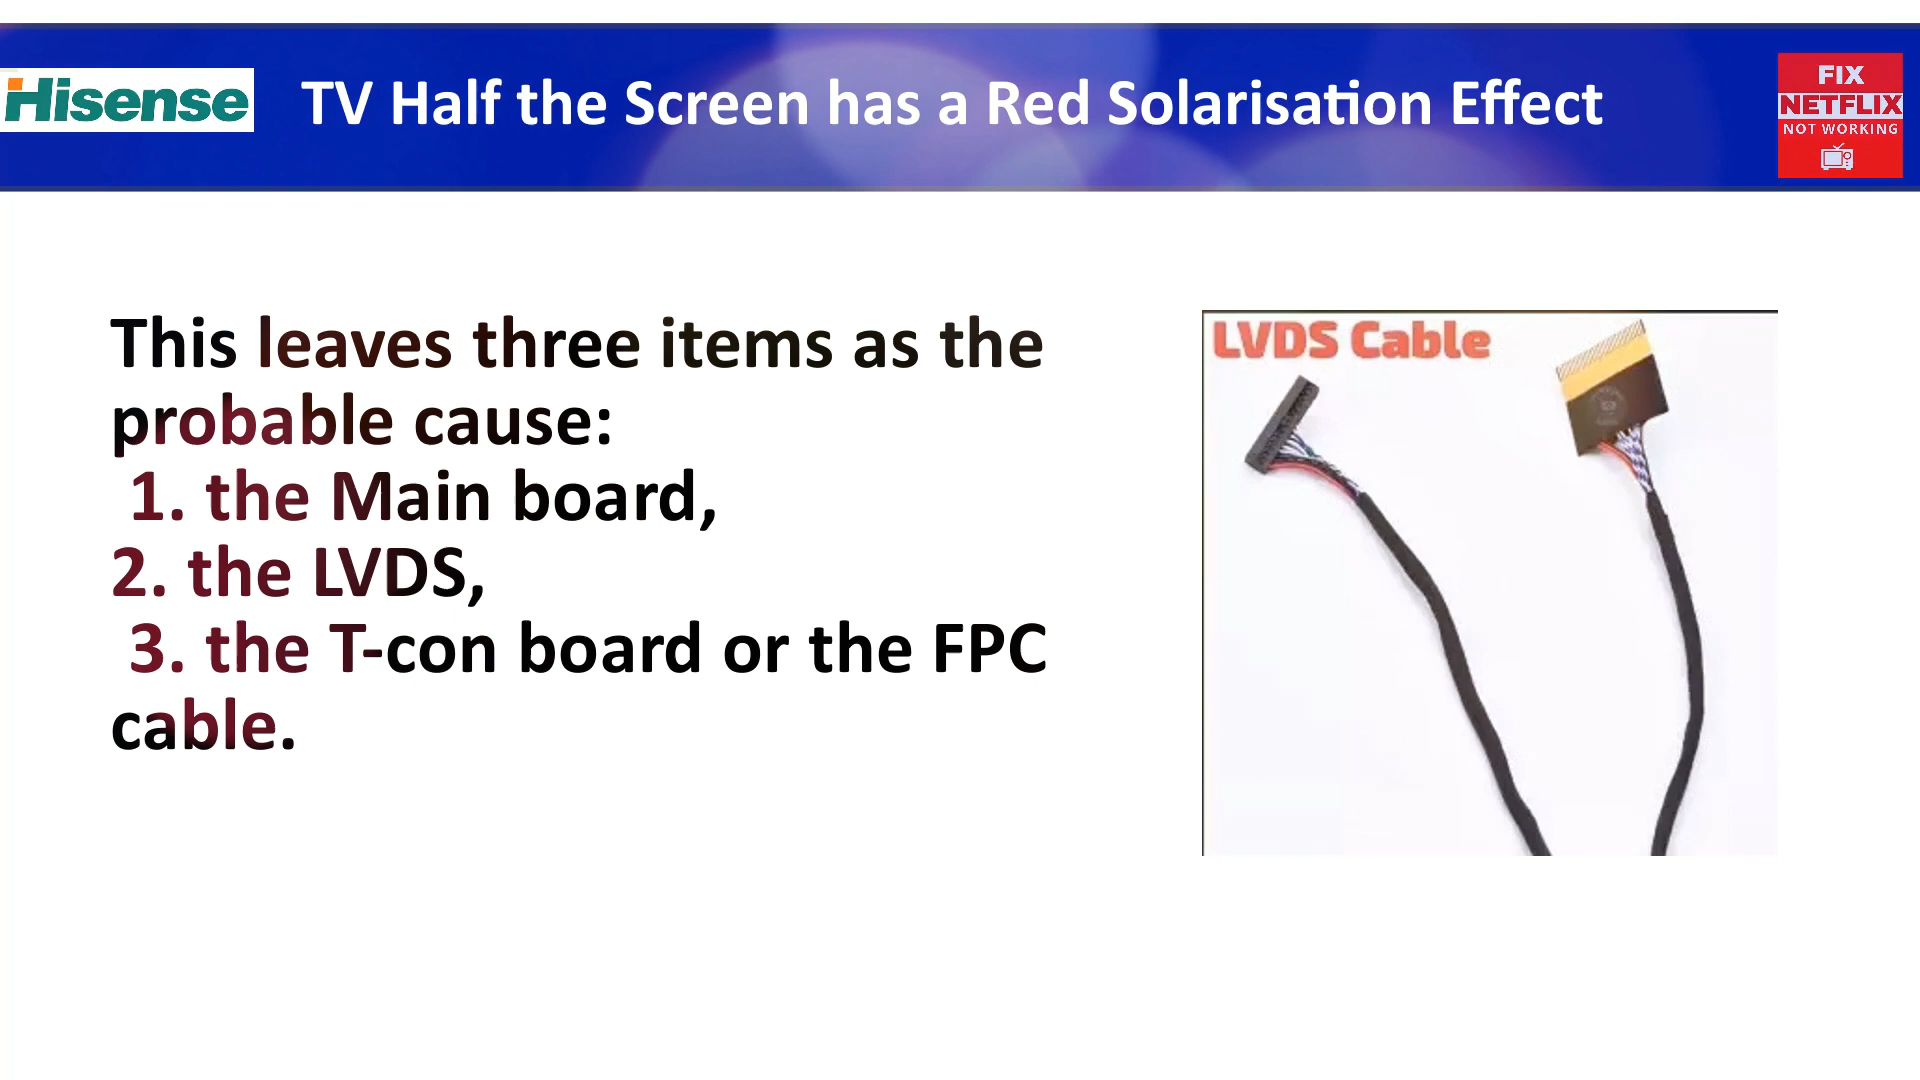 Hisense
TV Half the Screen has a Red Solarisation Effect
FIX
NETFLIX
NOT WORKING
This leaves three items as the
probable cause:
1. the Main board,
2. the LVDS,
3. the T-con board or the FPC
cable.
LVDS Cable